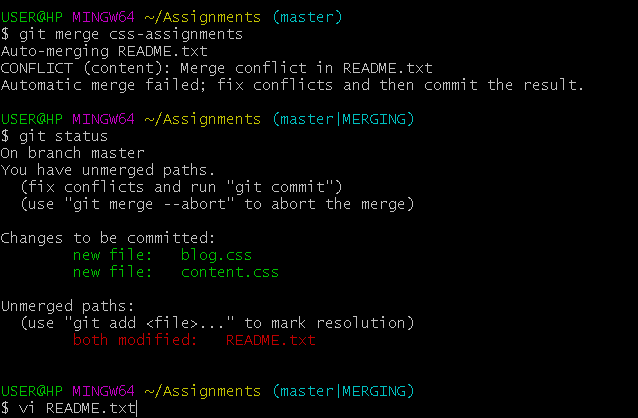 USER@HP MINGW64 ~/Assignments (master)
$ git merge css-assignments
Auto-merging README.txt
CONFLICT (content): Merge conflict in README.txt
Automatic merge failed; fix conflicts and then commit the result.
USER@HP MINGW64 ~/Assignments (master|MERGING)
$ git status
On branch master
You have unmerged paths.
  (fix conflicts and run "git commit")
  (use "git merge --abort" to abort the merge)
Changes to be committed:
        new file:   blog.css
        new file:   content.css
Unmerged paths:
  (use "git add <file>..." to mark resolution)
        both modified:   README.txt
USER@HP MINGW64 ~/Assignments (master|MERGING)
$ vi README.txt